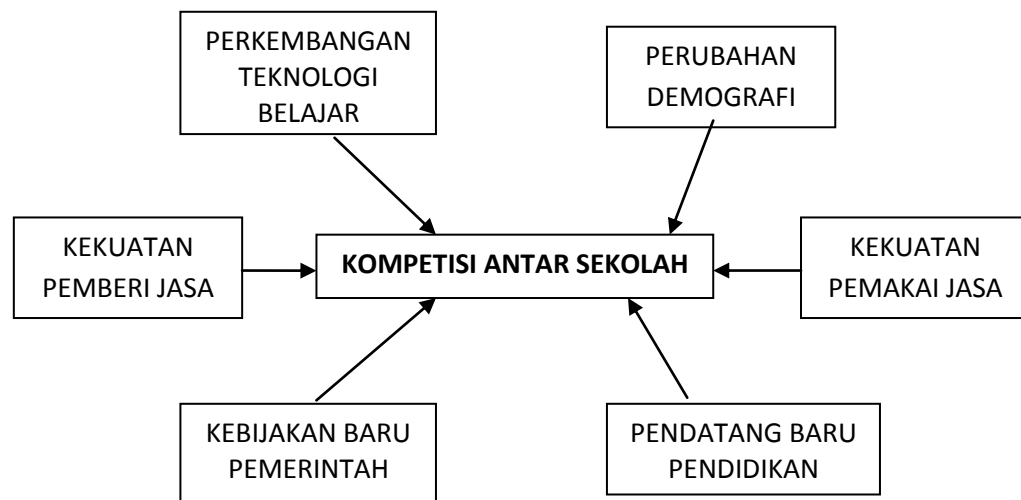 PERKEMBANGAN
TEKNOLOGI
BELAJAR
PERUBAHAN
DEMOGRAFI
KEKUATAN
PEMBERI JASA
KOMPETISI ANTAR SEKOLAH
KEKUATAN
PEMAKAI JASA
KEBIJAKAN BARU
PEMERINTAH
PENDATANG BARU
PENDIDIKAN